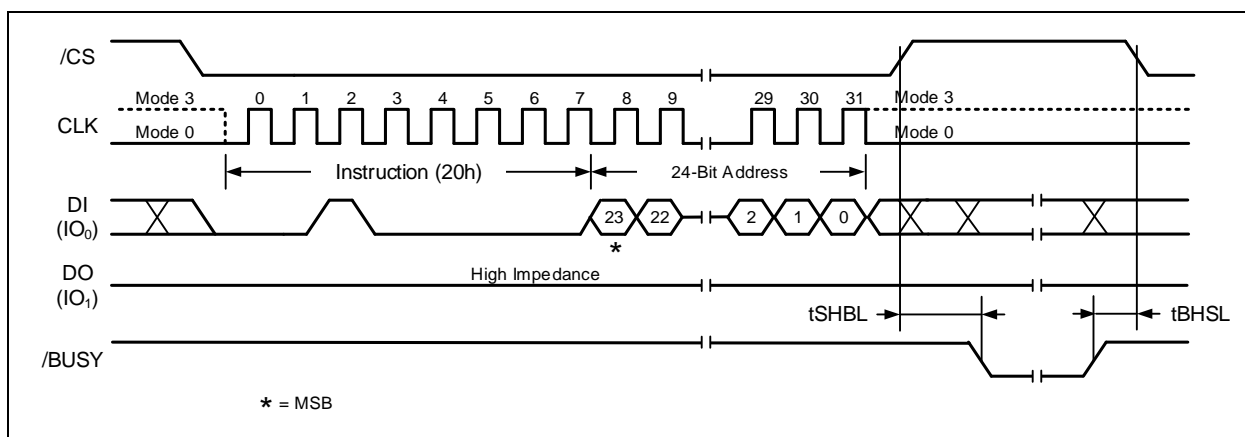 /CS
Mode 3 0 1 2 3 4 5 6 7 8 9 29 30 31 Mode 3
CLK
Mode 0 Mode 0
Instruction (20h) 24-Bit Address
DI
(IO0) 23 22 2 1 0
*
DO
(IO1) High Impedance
tSHBL tBHSL
/BUSY
* = MSB